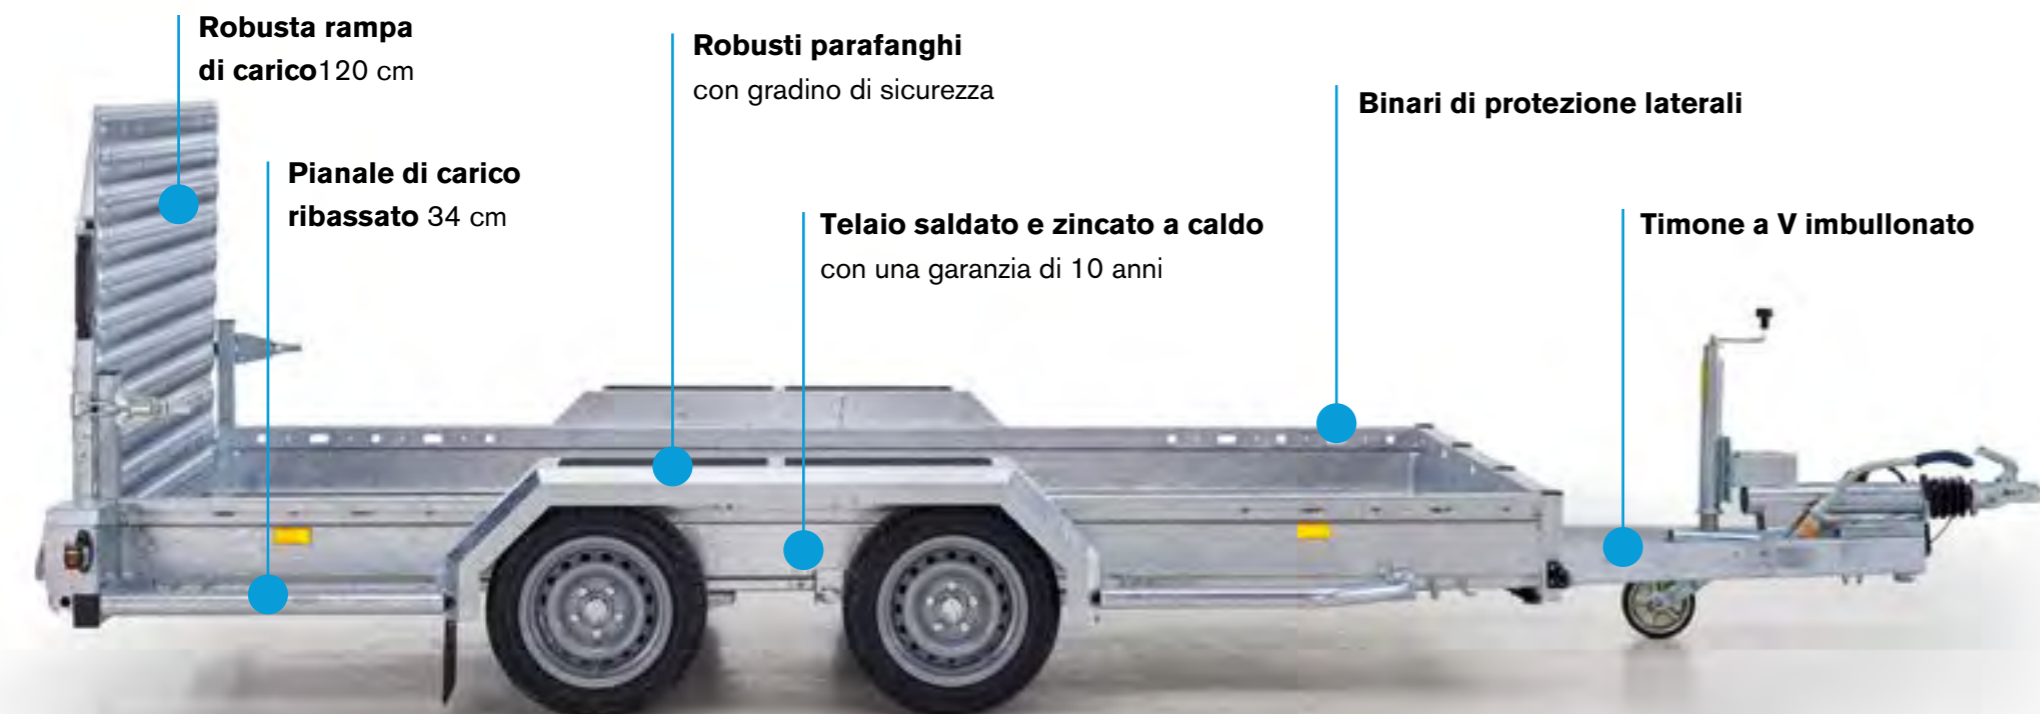 Robusta rampa
di carico120 cm
Pianale di carico
ribassato 34 cm
Robusti parafanghi
con gradino di sicurezza
Telaio saldato e zincato a caldo
con una garanzia di 10 anni
Binari di protezione laterali
Timone a V imbullonato